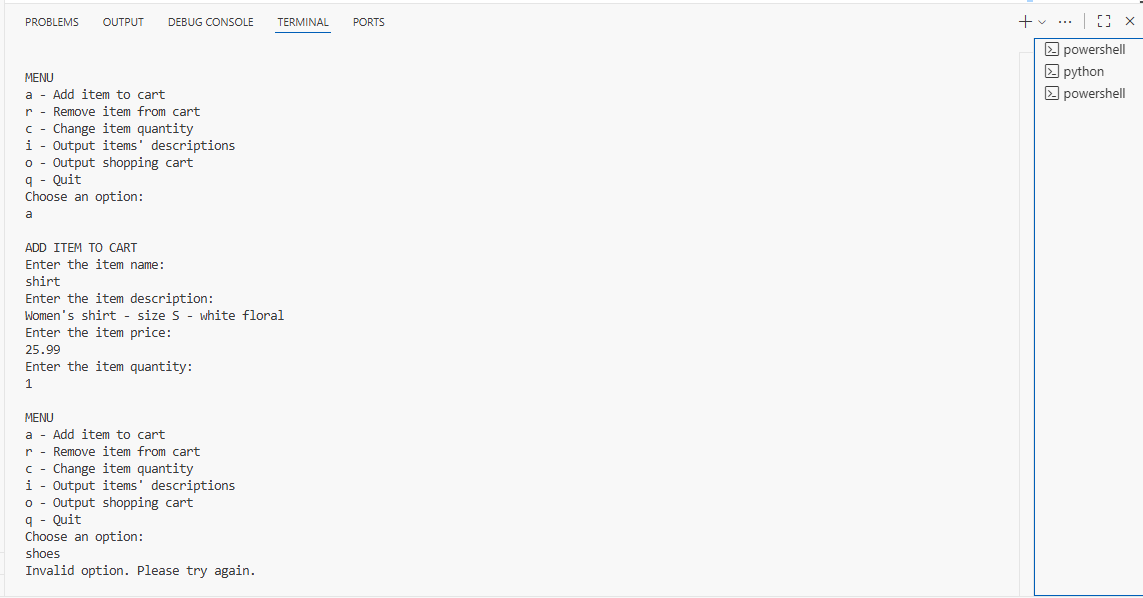 PROBLEMS OUTPUT DEBUG CONSOLE TERMINAL PORTS
powershell
python
powershell
MENU
a - Add item to cart
r - Remove item from cart
c - Change item quantity
i - Output items' descriptions
o - Output shopping cart
q - Quit
Choose an option:
a
ADD ITEM TO CART
Enter the item name:
shirt
Enter the item description:
Women's shirt - size S - white floral
Enter the item price:
25.99
Enter the item quantity:
1
MENU
a - Add item to cart
r - Remove item from cart
c - Change item quantity
i - Output items' descriptions
o - Output shopping cart
q - Quit
Choose an option:
shoes
Invalid option. Please try again.